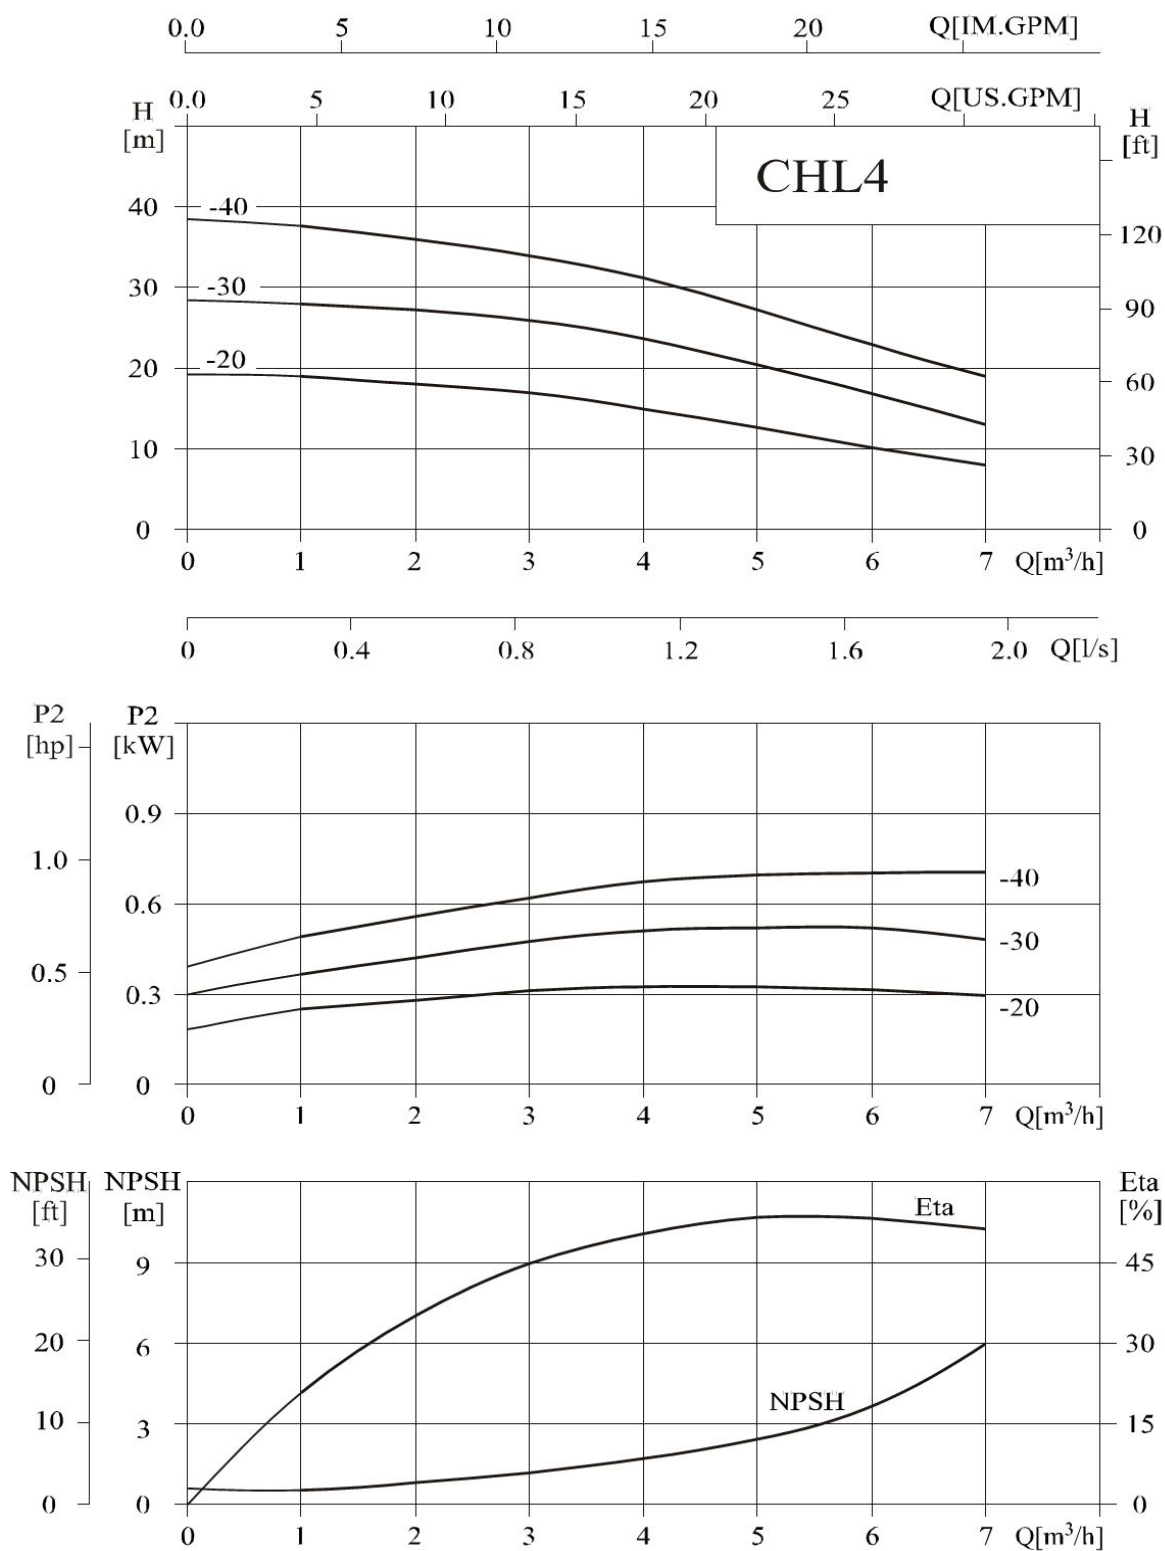 0.0 5 10 15 20 Q[IM.GPM]
0.0 5 10 15 20 25 Q[US.GPM]
H
[m]
H
[ft]
CHL4
40
30
20
10
0
-40
-30
-20
120
90
60
30
0
0 1 2 3 4 5 6 7 Q[m³/h]
0 0.4 0.8 1.2 1.6 2.0 Q[l/s]
P2
[hp]
1.0
0.5
0
P2
[kW]
0.9
0.6
0.3
0
-40
-30
-20
0 1 2 3 4 5 6 7 Q[m³/h]
NPSH
[ft]
30
20
10
0
NPSH
[m]
9
6
3
0
Eta
NPSH
Eta
[%]
45
30
15
0
0 1 2 3 4 5 6 7 Q[m³/h]